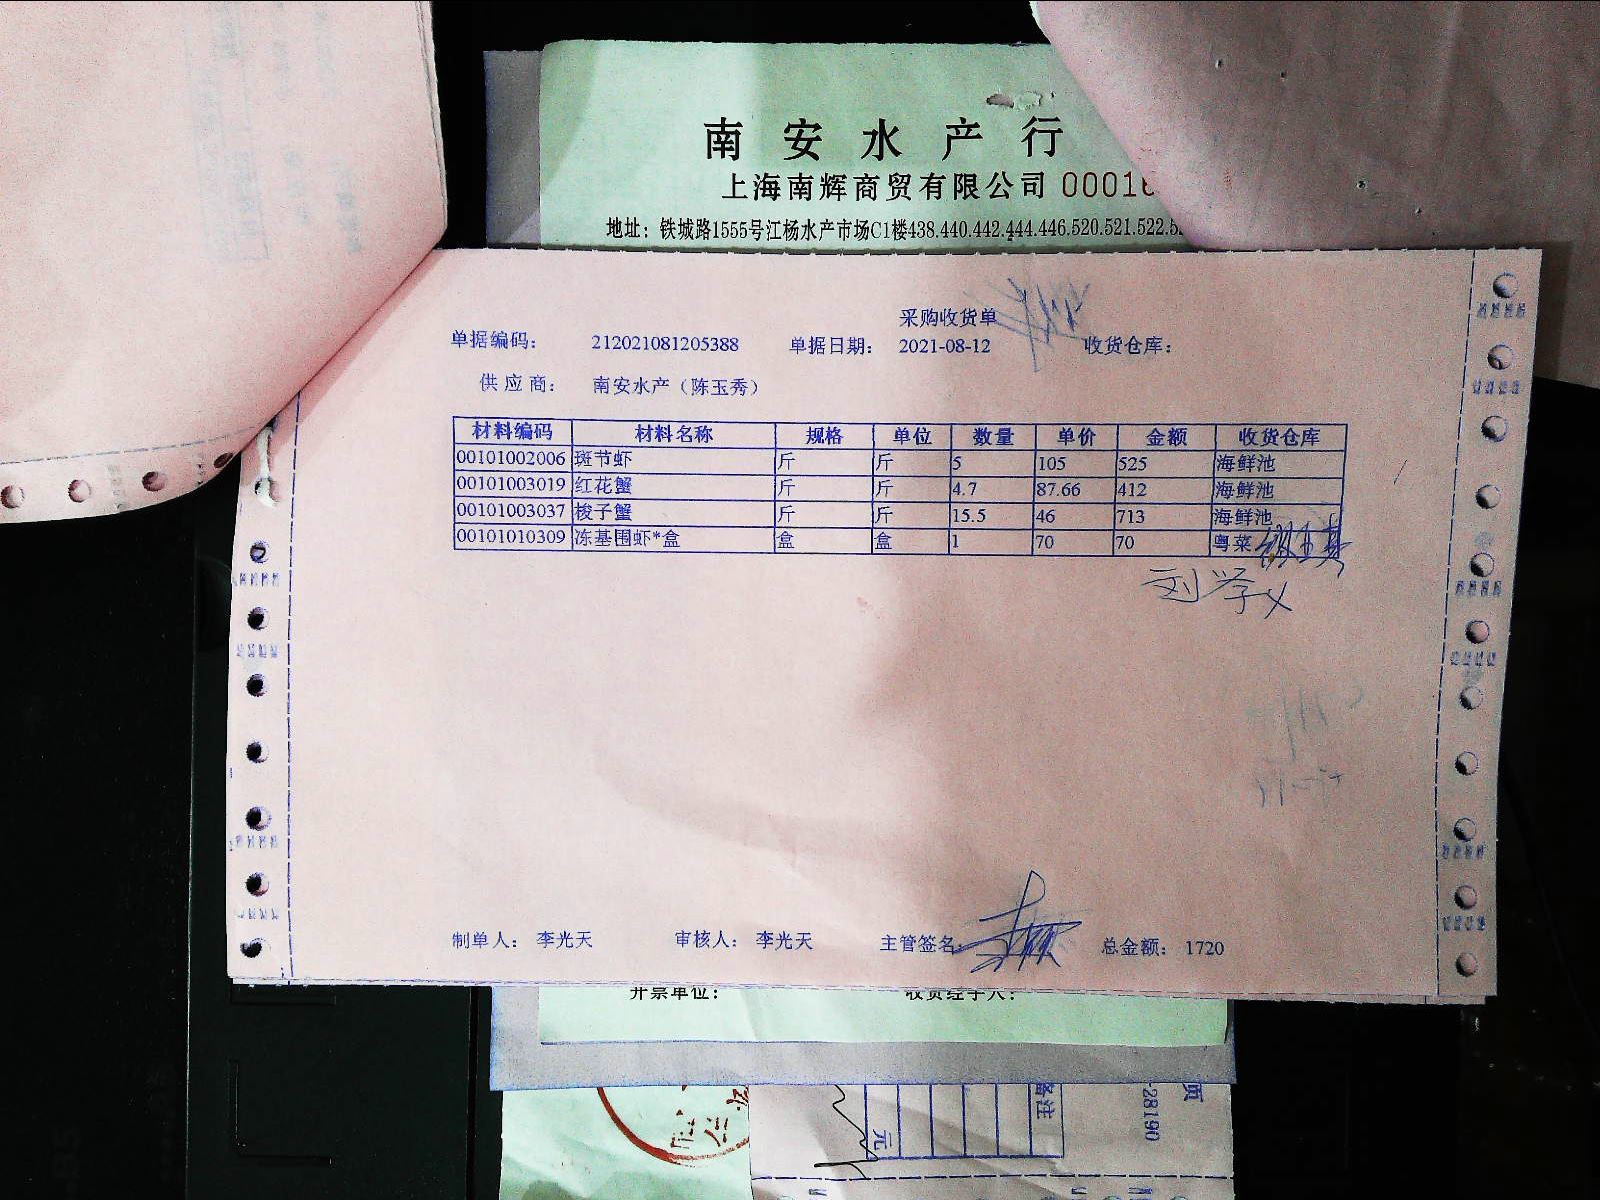 南安水产行
上海南辉商贸有限公司 00016
地址：铁城路1555号江杨水产市场C1楼438.440.442.444.446.520.521.522.5
采购收货单
单据编码： 212021081205388 单据日期： 2021-08-12 收货仓库：
供应商： 南安水产（陈玉秀）
材料编码 材料名称 规格 单位 数量 单价 金额 收货仓库
00101002006 斑节虾 斤 斤 5 105 525 海鲜池
00101003019 红花蟹 斤 斤 4.7 87.66 412 海鲜池
00101003037 梭子蟹 斤 斤 15.5 46 713 海鲜池
00101010309 冻基围虾*盒 盒 盒 1 70 70 粤菜
刘学义
制单人： 李光天 审核人： 李光天 主管签名： 总金额： 1720
开票单位： 收货经手人：
备注
元
页
-28190